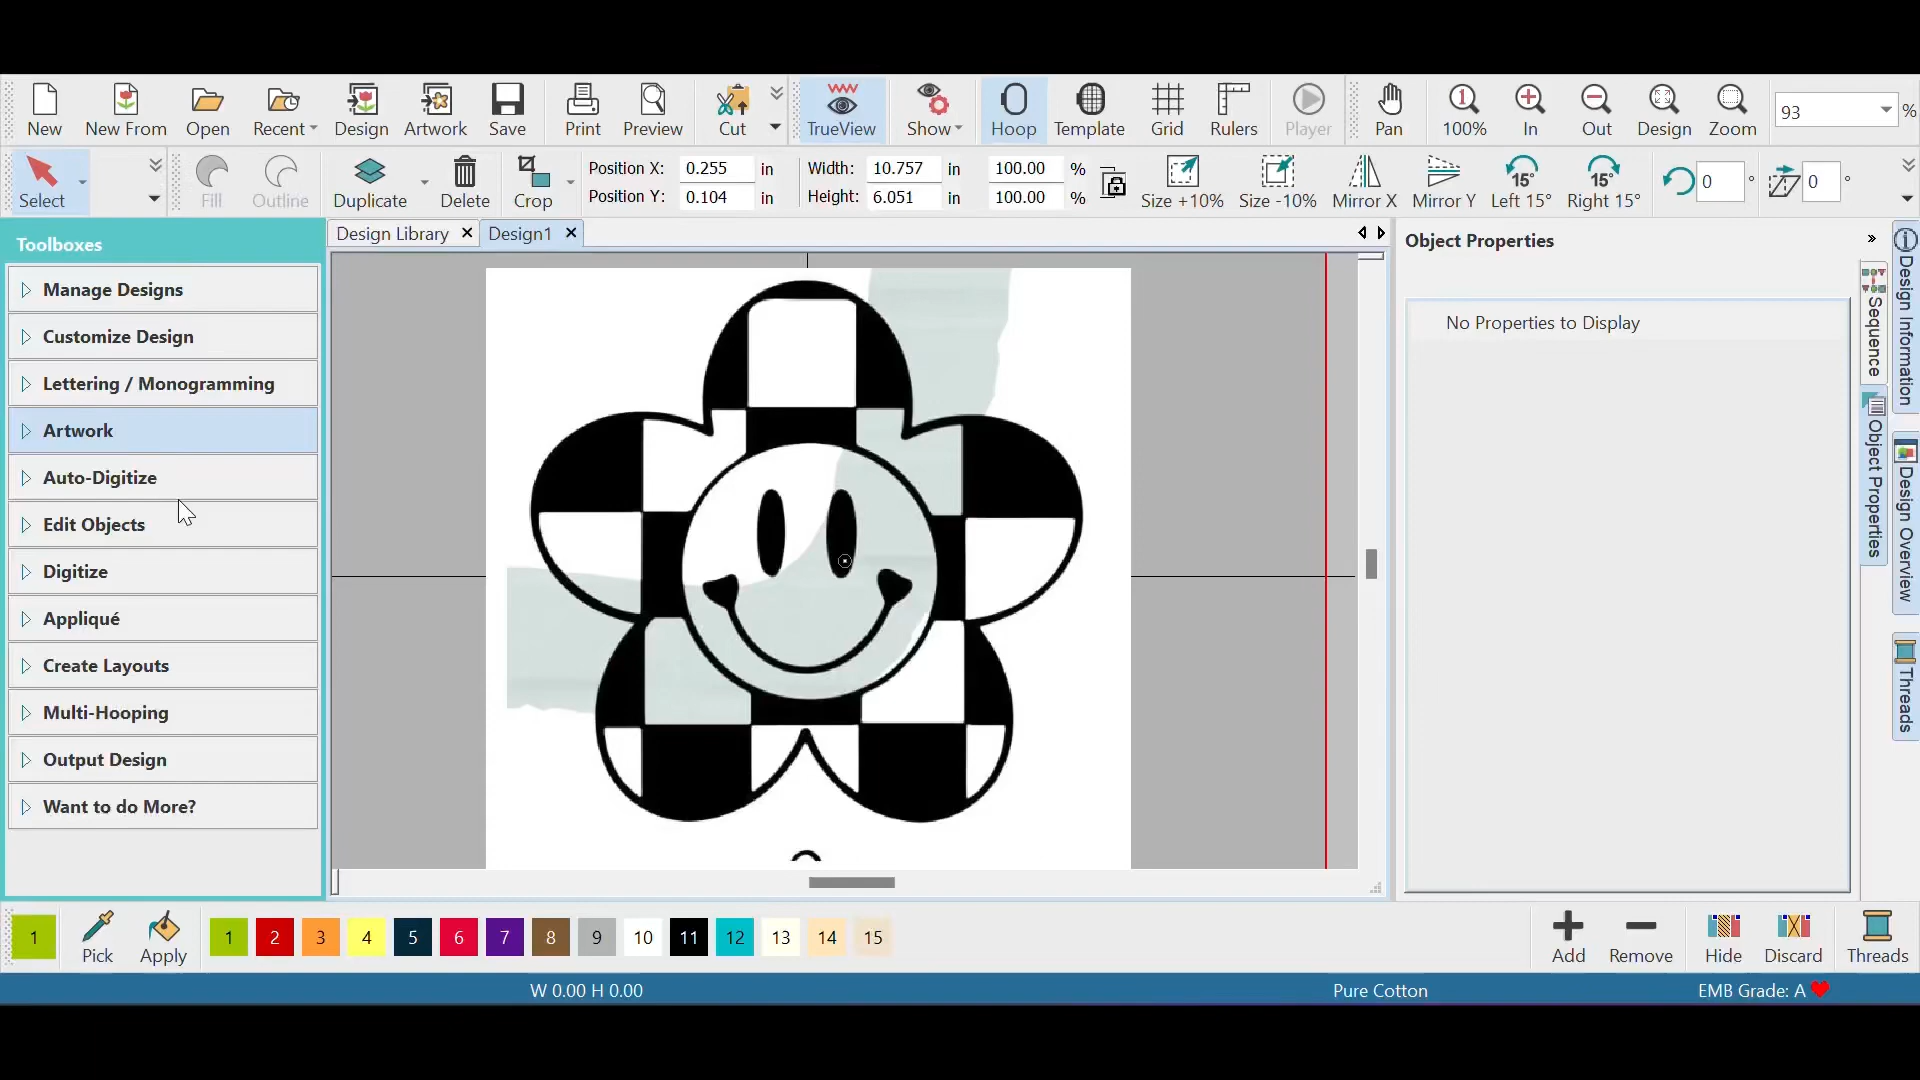 New New From Open Recent Design Artwork Save Print Preview Cut TrueView Show Hoop Template Grid Rulers Player Pan 1 100% In Out Design Zoom 93 %
Select Fill Outline Duplicate Delete Crop
Position X: 0.255 in Width: 10.757 in 100.00 %
Position Y: 0.104 in Height: 6.051 in 100.00 %
Size +10% Size -10% Mirror X Mirror Y 15° Left 15° 15° Right 15° 0 ° 0 °
Toolboxes
Manage Designs
Customize Design
Lettering / Monogramming
Artwork
Auto-Digitize
Edit Objects
Digitize
Appliqué
Create Layouts
Multi-Hooping
Output Design
Want to do More?
Design Library Design1
Object Properties
No Properties to Display
Sequence
Object Properties
Design Information
Design Overview
Threads
1 Pick Apply 1 2 3 4 5 6 7 8 9 10 11 12 13 14 15 Add Remove Hide Discard Threads
W 0.00 H 0.00 Pure Cotton EMB Grade: A